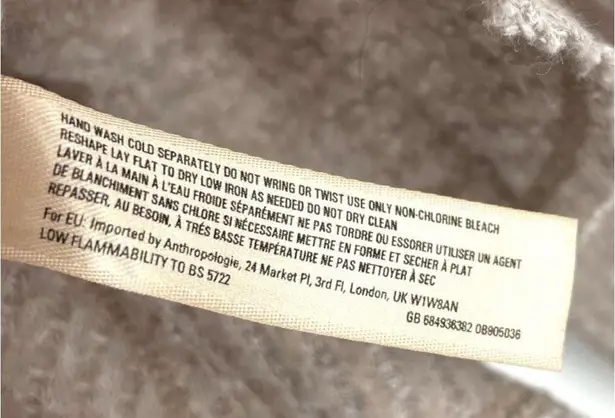 HAND WASH COLD SEPARATELY DO NOT WRING OR TWIST USE ONLY NON-CHLORINE BLEACH
RESHAPE LAY FLAT TO DRY LOW IRON AS NEEDED DO NOT DRY CLEAN
LAVER À LA MAIN À L'EAU FROIDE SÉPARÉMENT NE PAS TORDRE OU ESSORER UTILISER UN AGENT
DE BLANCHIMENT SANS CHLORE SI NÉCESSAIRE METTRE EN FORME ET SECHER À PLAT
REPASSER, AU BESOIN, À TRÉS BASSE TEMPÉRATURE NE PAS NETTOYER À SEC
For EU: Imported by Anthropologie, 24 Market Pl, 3rd Fl, London, UK W1W8AN
LOW FLAMMABILITY TO BS 5722
GB 684936382 0B905036